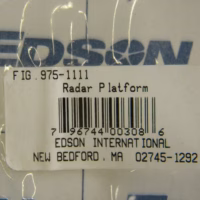 EDSON
FIG. 975-1111
Radar Platform
7 96744 00308 6
EDSON INTERNATIONAL
NEW BEDFORD, MA 02745-1292